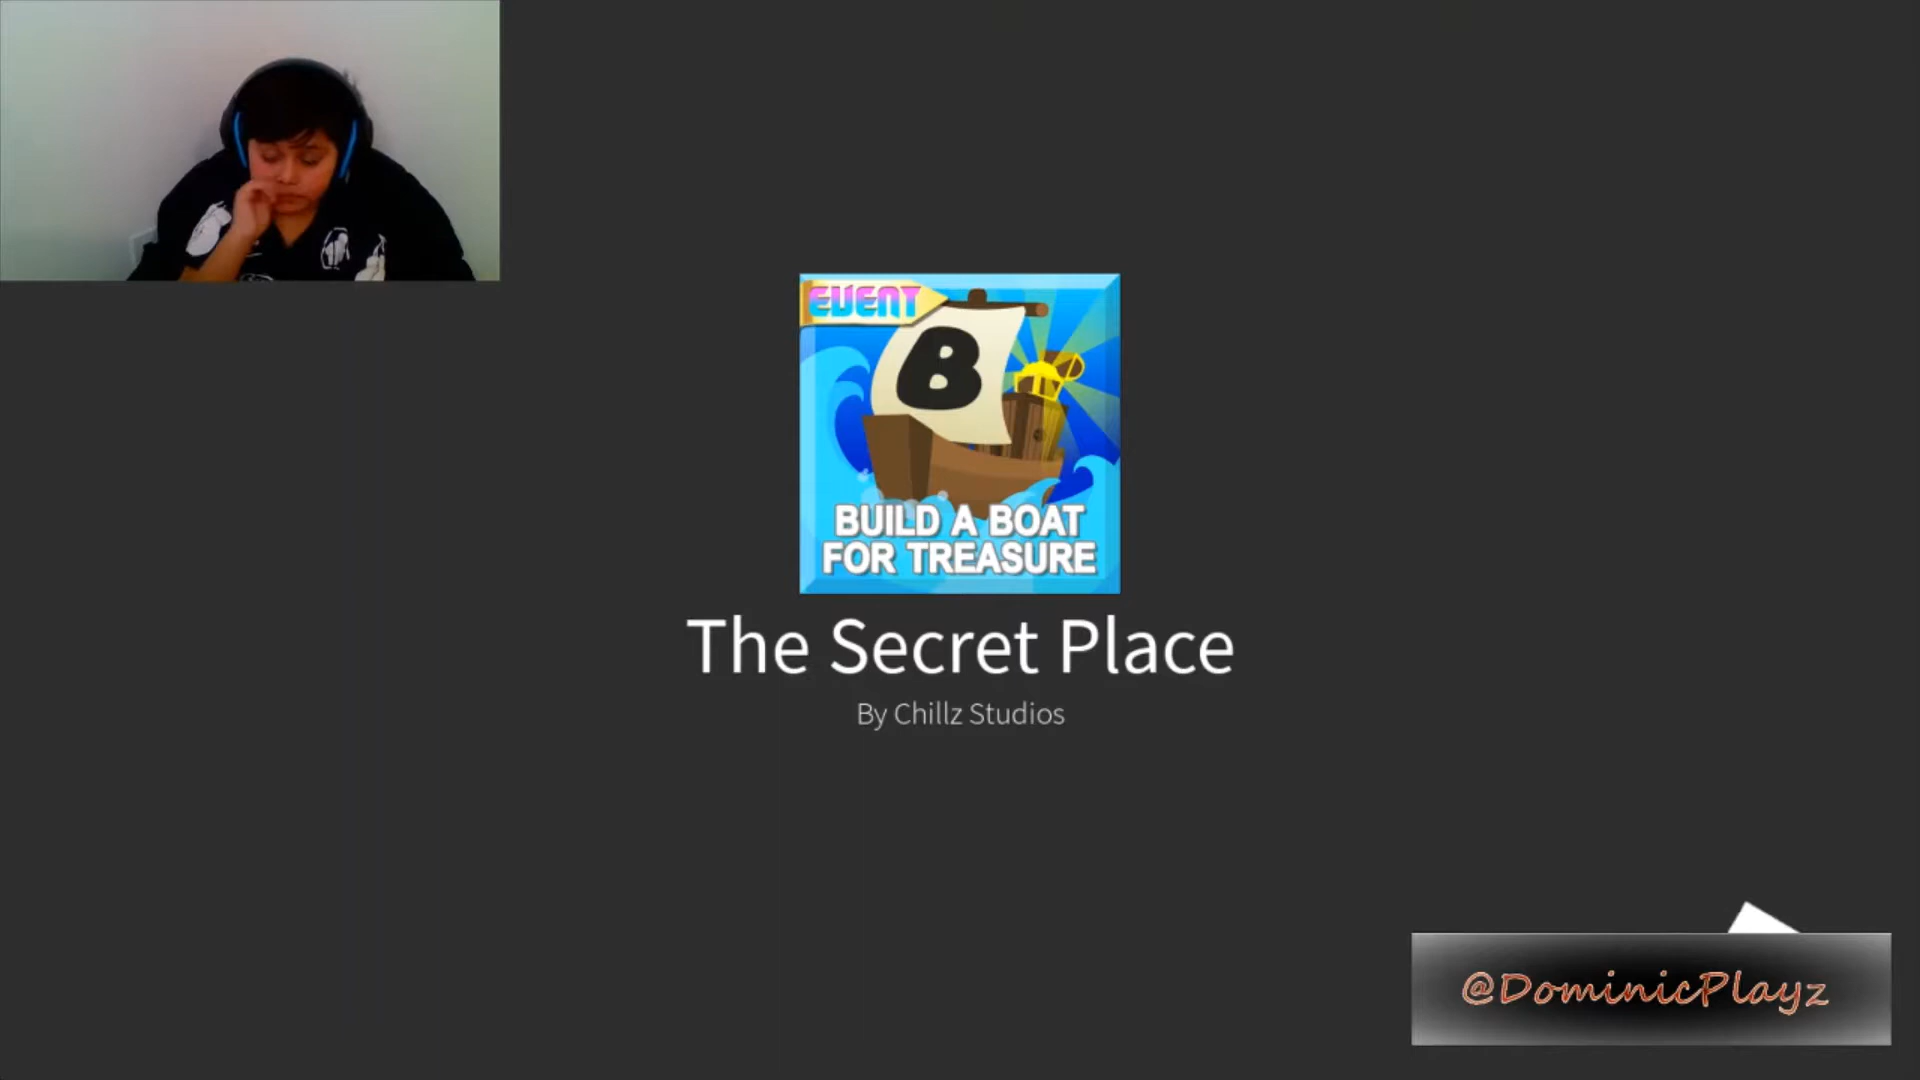 EVENT
B
BUILD A BOAT
FOR TREASURE
The Secret Place
By Chillz Studios
@DominicPlayz